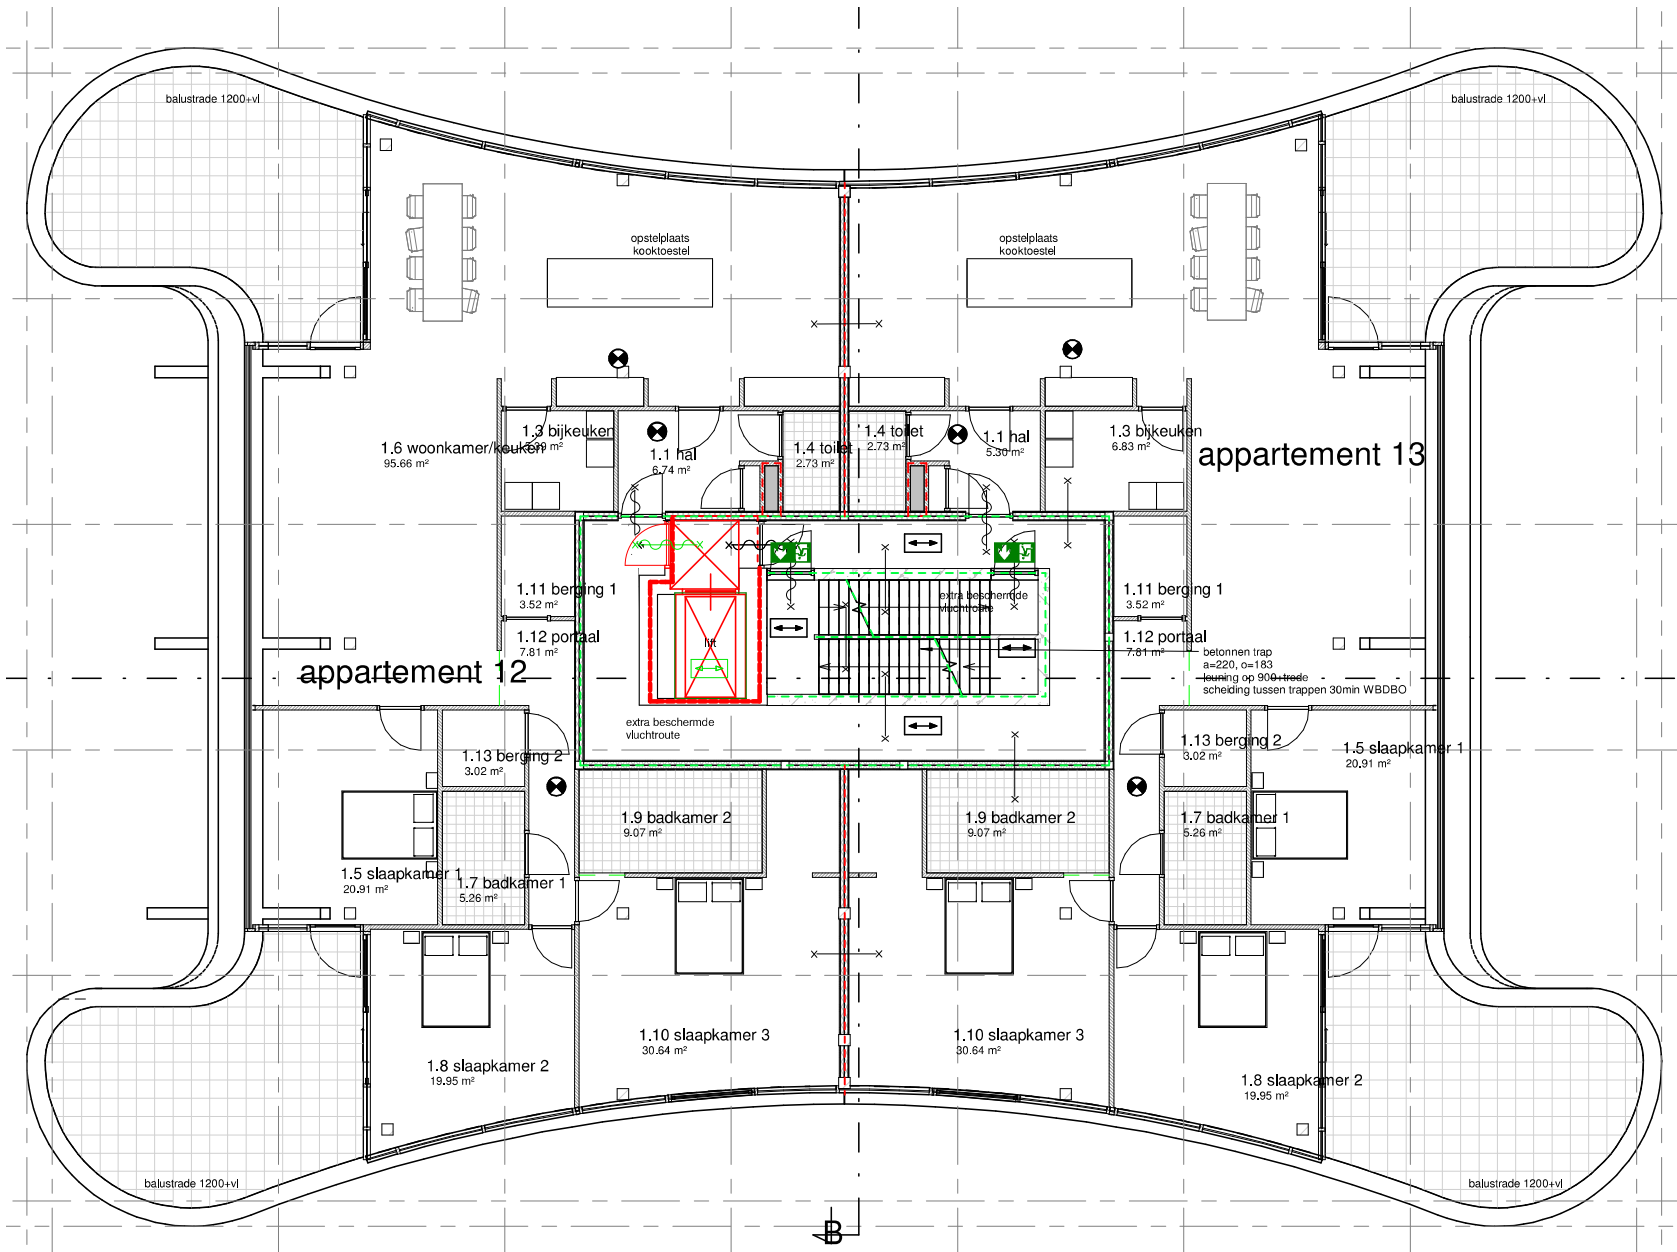 balustrade 1200+vl
balustrade 1200+vl
opstelplaats
kooktoestel
opstelplaats
kooktoestel
1.6 woonkamer/keuken
95.66 m²
1.3 bijkeuken
1.1 hal
6.74 m²
1.4 toilet
2.73 m²
1.4 toilet
2.73 m²
1.1 hal
5.30 m²
1.3 bijkeuken
6.83 m²
appartement 13
1.11 berging 1
3.52 m²
1.12 portaal
7.81 m²
appartement 12
lift
extra beschermde
vluchtroute
extra beschermde
vluchtroute
1.11 berging 1
3.52 m²
1.12 portaal
7.81 m²
betonnen trap
a=220, o=183
leuning op 900+trede
scheiding tussen trappen 30min WBDBO
1.13 berging 2
3.02 m²
1.13 berging 2
3.02 m²
1.5 slaapkamer 1
20.91 m²
1.9 badkamer 2
9.07 m²
1.9 badkamer 2
9.07 m²
1.7 badkamer 1
5.26 m²
1.5 slaapkamer 1
20.91 m²
1.7 badkamer 1
5.26 m²
1.10 slaapkamer 3
30.64 m²
1.10 slaapkamer 3
30.64 m²
1.8 slaapkamer 2
19.95 m²
1.8 slaapkamer 2
19.95 m²
balustrade 1200+vl
balustrade 1200+vl
B